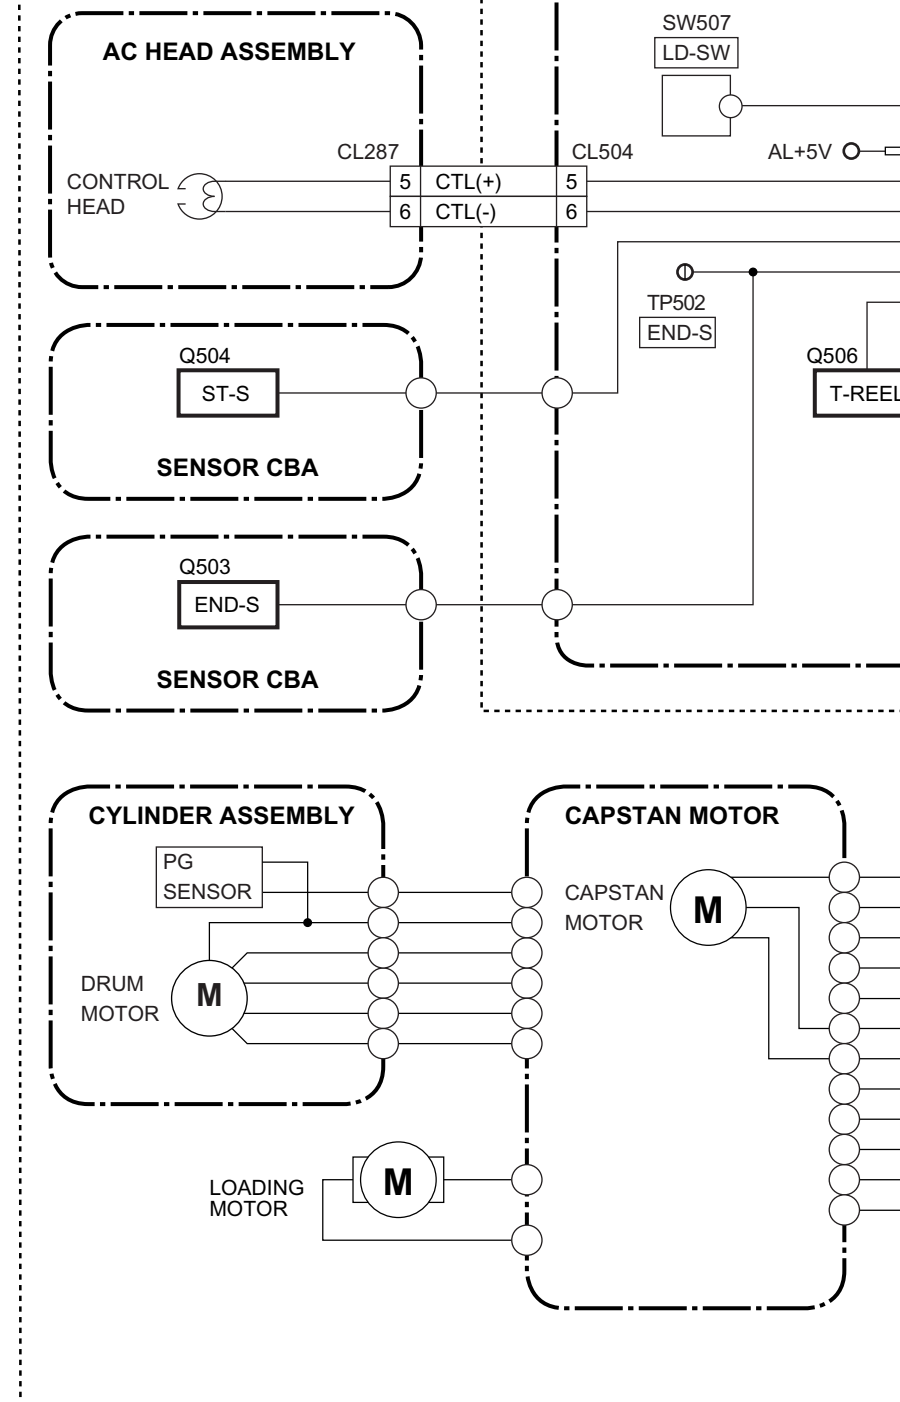 SW507
LD-SW
AC HEAD ASSEMBLY
CL287
CL504
AL+5V
CONTROL
HEAD
5 CTL(+) 5
6 CTL(-) 6
TP502
END-S
Q504
ST-S
SENSOR CBA
Q506
T-REEL
Q503
END-S
SENSOR CBA
CYLINDER ASSEMBLY
PG
SENSOR
DRUM
MOTOR
M
CAPSTAN MOTOR
CAPSTAN
MOTOR
M
LOADING
MOTOR
M